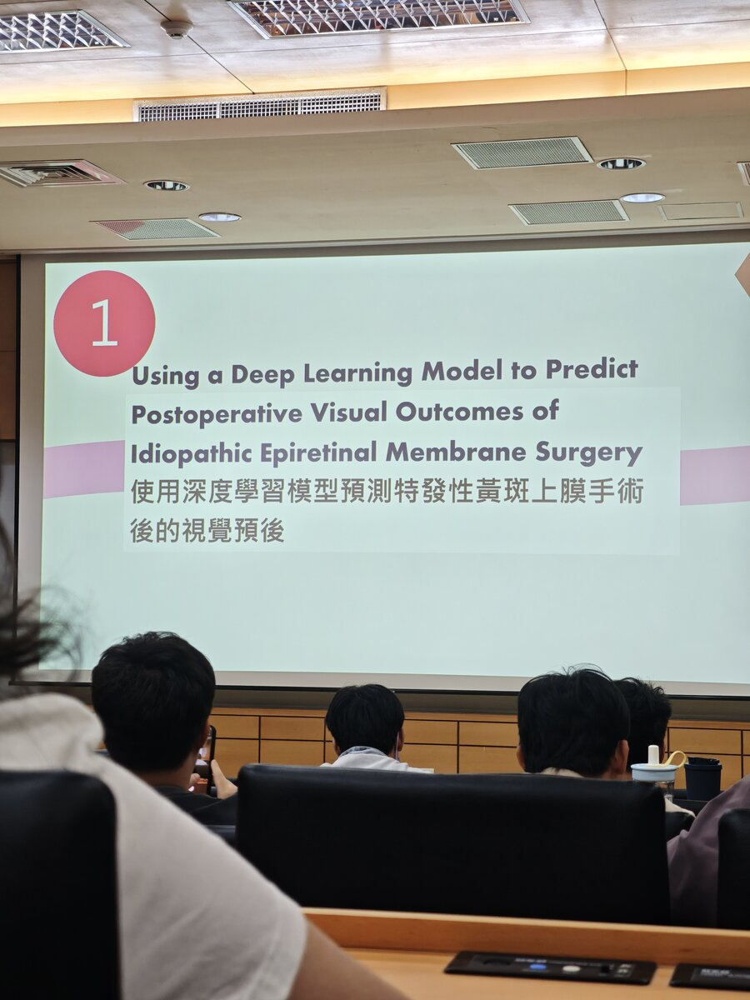 1
Using a Deep Learning Model to Predict
Postoperative Visual Outcomes of
Idiopathic Epiretinal Membrane Surgery
使用深度學習模型預測特發性黃斑上膜手術
後的視覺預後